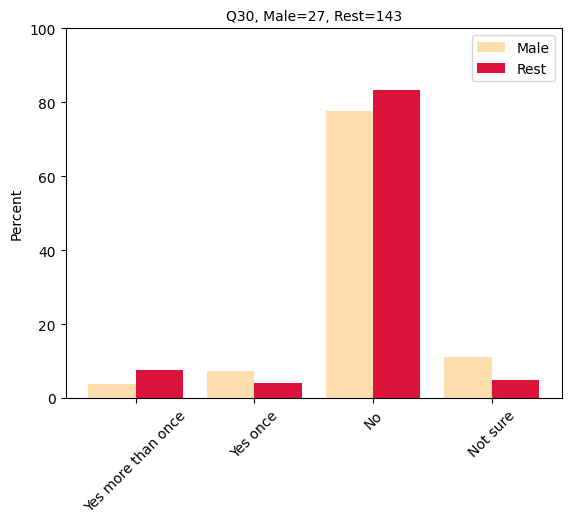 Q30, Male=27, Rest=143
100
80
60
40
20
0
Percent
Male
Rest
Yes more than once
Yes once
No
Not sure